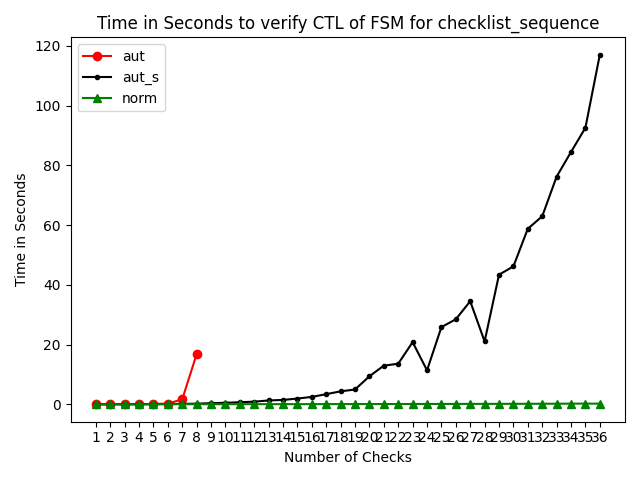 Time in Seconds to verify CTL of FSM for checklist_sequence
120
100
80
60
40
20
0
Time in Seconds
aut
aut_s
norm
1 2 3 4 5 6 7 8 9 10 11 12 13 14 15 16 17 18 19 20 21 22 23 24 25 26 27 28 29 30 31 32 33 34 35 36
Number of Checks